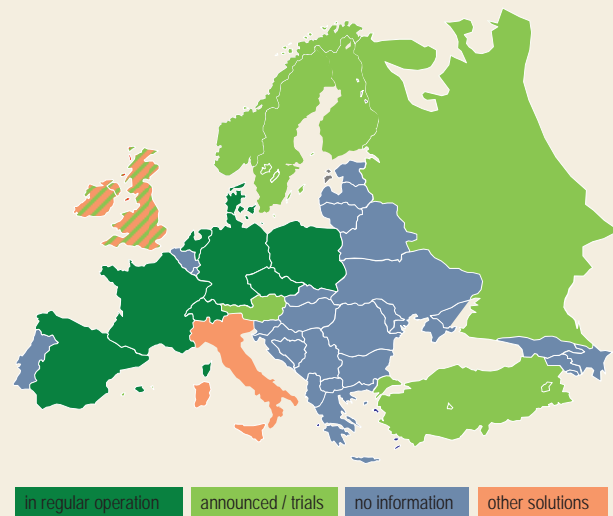 in regular operation
announced / trials
no information
other solutions